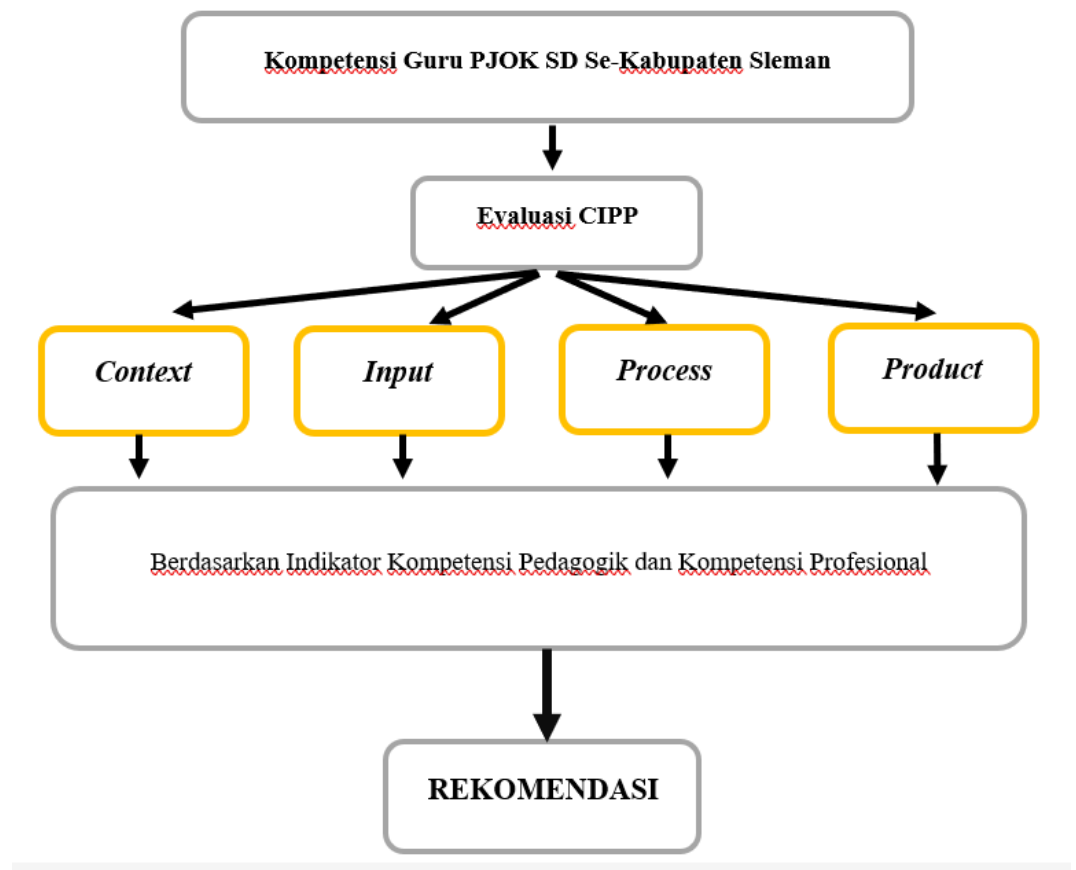 Kompetensi Guru PJOK SD Se-Kabupaten Sleman
Evaluasi CIPP
Context
Input
Process
Product
Berdasarkan Indikator Kompetensi Pedagogik dan Kompetensi Profesional
REKOMENDASI